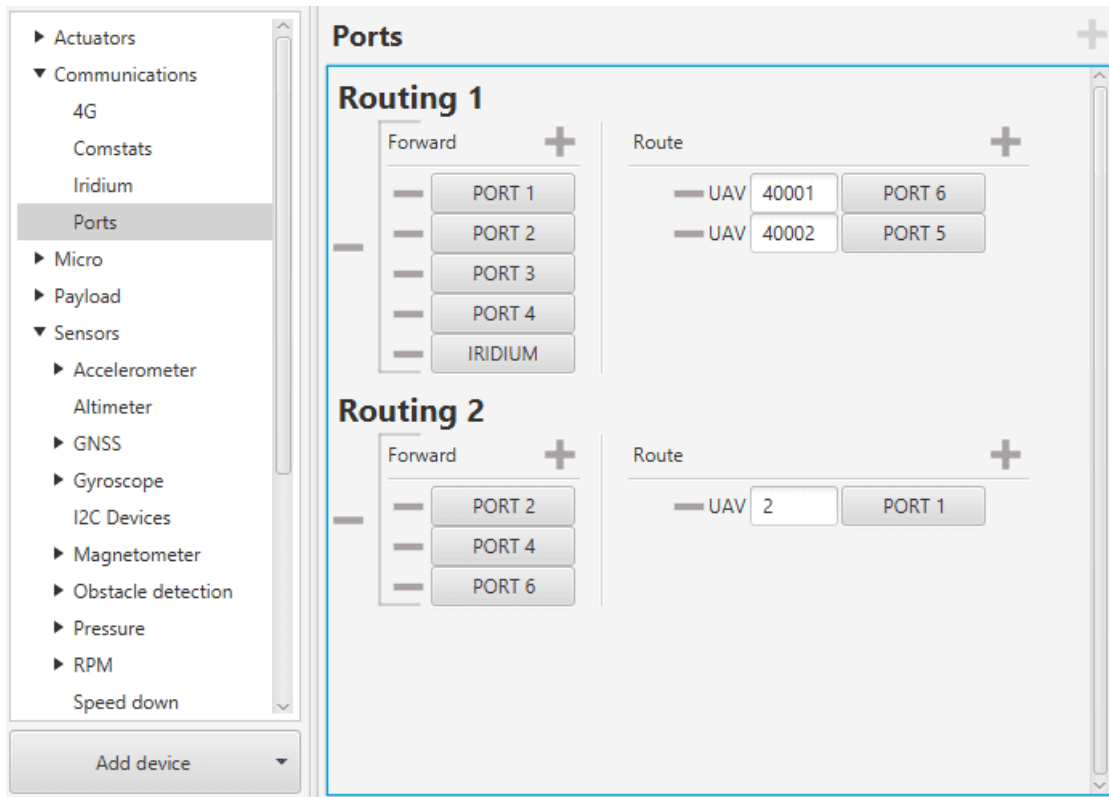 Actuators
Communications
4G
Comstats
Iridium
Ports
Micro
Payload
Sensors
Accelerometer
Altimeter
GNSS
Gyroscope
I2C Devices
Magnetometer
Obstacle detection
Pressure
RPM
Speed down
Add device
Ports
Routing 1
Forward
PORT 1
PORT 2
PORT 3
PORT 4
IRIDIUM
Route
UAV 40001 PORT 6
UAV 40002 PORT 5
Routing 2
Forward
PORT 2
PORT 4
PORT 6
Route
UAV 2 PORT 1